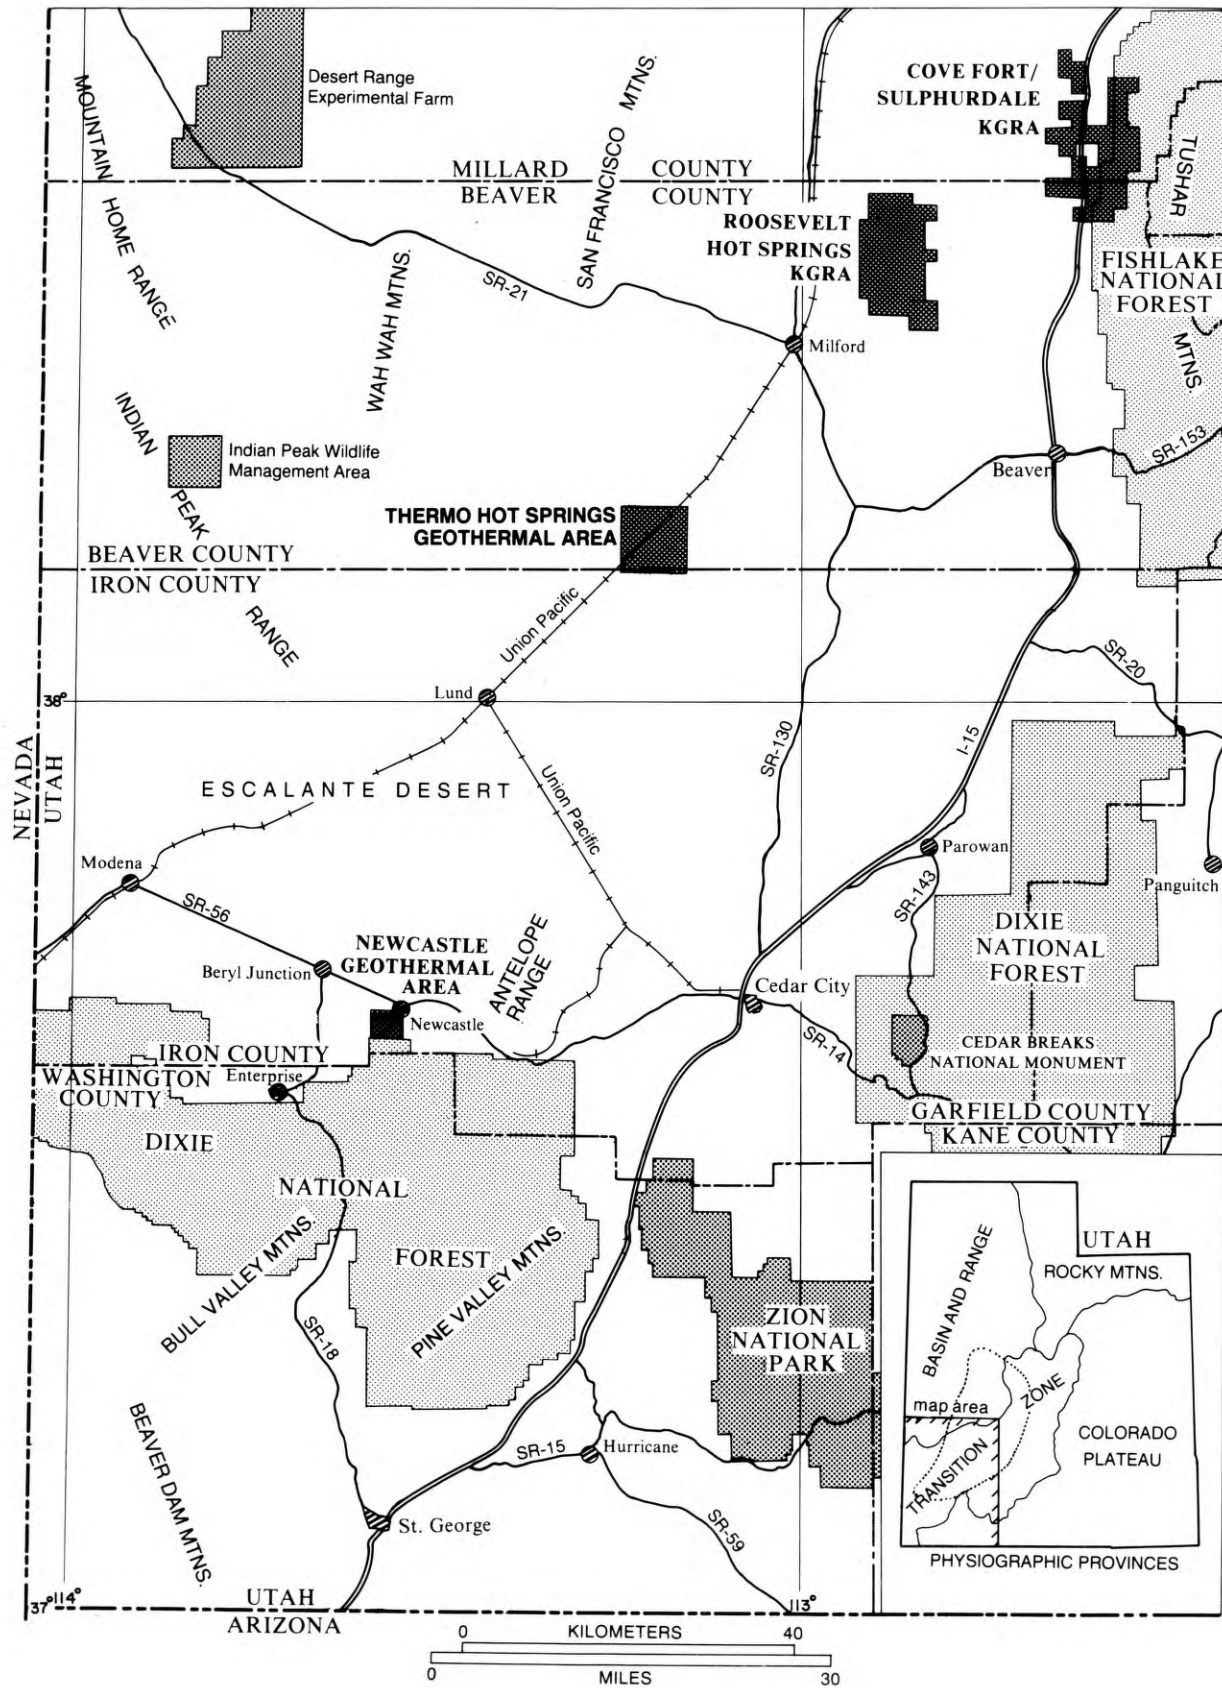 Desert Range
Experimental Farm
MOUNTAIN HOME RANGE
SAN FRANCISCO MTNS.
COVE FORT/
SULPHURDALE
KGRA
TUSHAR
MTNS.
MILLARD COUNTY
BEAVER COUNTY
ROOSEVELT
HOT SPRINGS
KGRA
FISHLAKE
NATIONAL
FOREST
WAH WAH MTNS.
SR-21
Milford
INDIAN PEAK RANGE
Indian Peak Wildlife
Management Area
Beaver
SR-153
THERMO HOT SPRINGS
GEOTHERMAL AREA
BEAVER COUNTY
IRON COUNTY
Union Pacific
SR-20
38°
Lund
NEVADA
UTAH
ESCALANTE DESERT
Union Pacific
SR-130
I-15
Modena
Parowan
Panguitch
SR-56
SR-143
NEWCASTLE
GEOTHERMAL
AREA
ANTELOPE
RANGE
DIXIE
NATIONAL
FOREST
Beryl Junction
Cedar City
Newcastle
SR-14
CEDAR BREAKS
NATIONAL MONUMENT
IRON COUNTY
WASHINGTON
COUNTY
Enterprise
GARFIELD COUNTY
KANE COUNTY
DIXIE
NATIONAL
FOREST
BULL VALLEY MTNS.
PINE VALLEY MTNS.
ZION
NATIONAL
PARK
SR-18
BEAVER DAM MTNS.
SR-15
Hurricane
SR-59
St. George
UTAH
ARIZONA
37°
114°
113°
UTAH
BASIN AND RANGE
ROCKY MTNS.
map area
TRANSITION
ZONE
COLORADO
PLATEAU
PHYSIOGRAPHIC PROVINCES
0 KILOMETERS 40
0 MILES 30